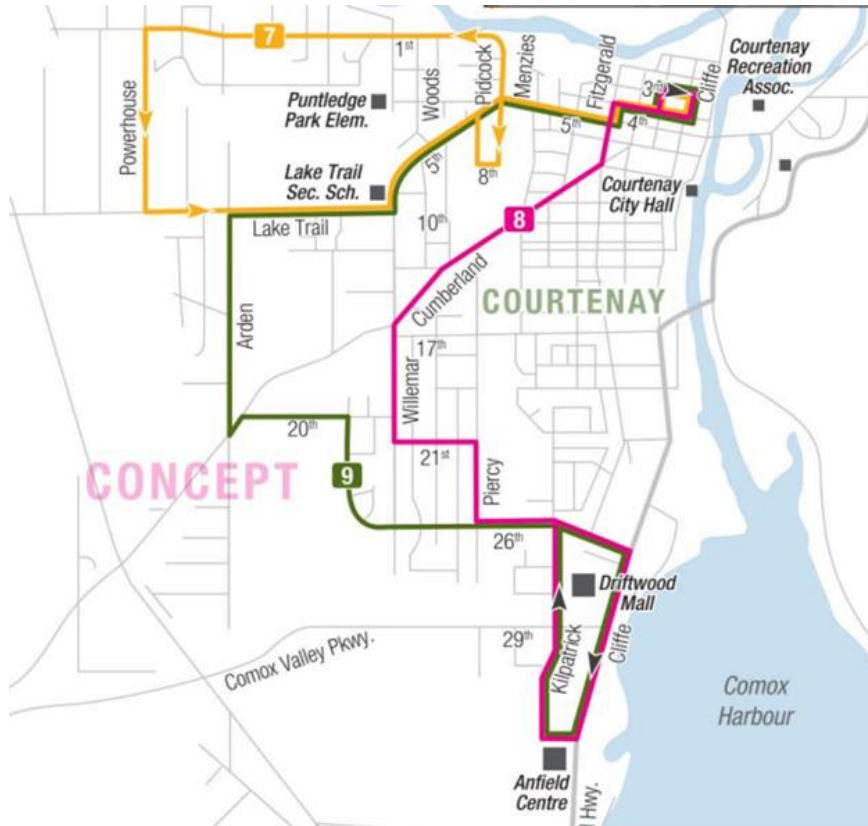 7
1st
Pidcock
Menzies
Fitzgerald
3rd
Cliffe
Courtenay
Recreation
Assoc.
Powerhouse
Puntledge
Park Elem.
Woods
5th
4th
5th
8th
Lake Trail
Sec. Sch.
Courtenay
City Hall
Lake Trail
10th
8
Cumberland
COURTENAY
Arden
17th
Willemar
20th
CONCEPT
9
21st
Piercy
26th
Driftwood
Mall
29th
Kilpatrick
Cliffe
Comox Valley Pkwy.
Comox
Harbour
Anfield
Centre
Hwy.